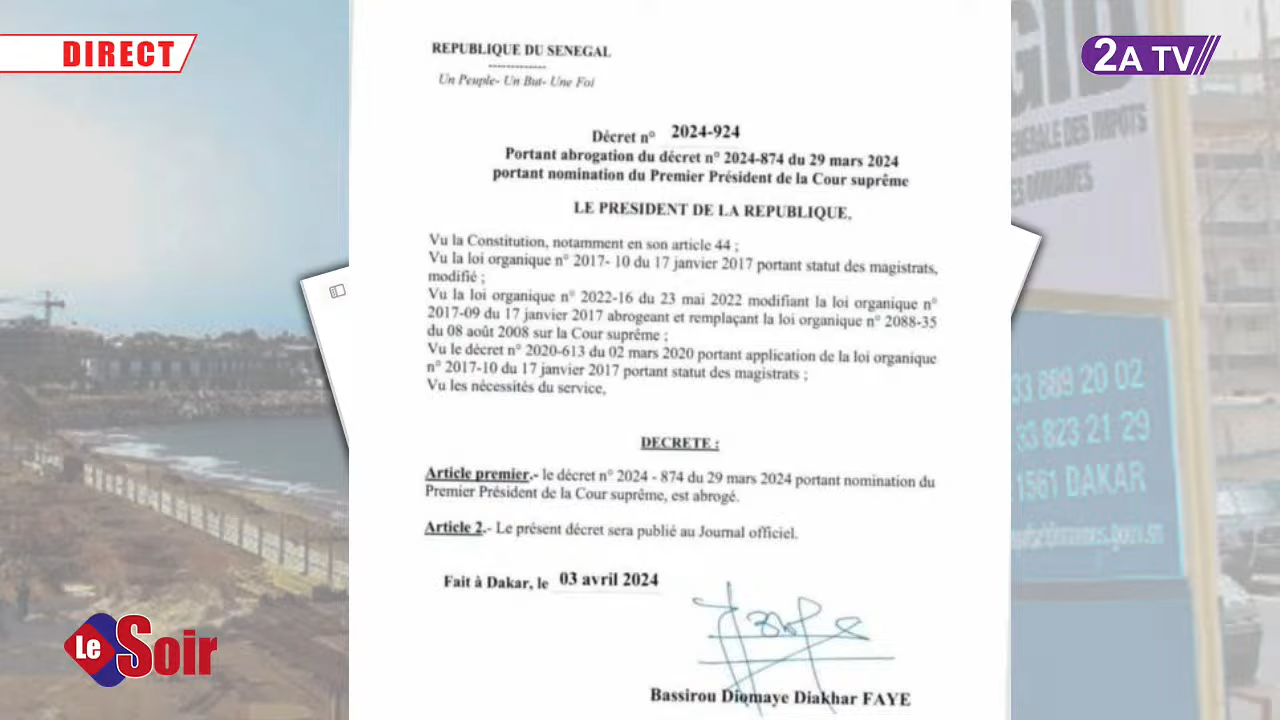 DIRECT
2A TV
REPUBLIQUE DU SENEGAL
Un Peuple- Un But- Une Foi
Décret n° 2024-924
Portant abrogation du décret n° 2024-874 du 29 mars 2024
portant nomination du Premier Président de la Cour suprême
LE PRESIDENT DE LA REPUBLIQUE,
Vu la Constitution, notamment en son article 44 ;
Vu la loi organique n° 2017- 10 du 17 janvier 2017 portant statut des magistrats,
modifié ;
Vu la loi organique n° 2022-16 du 23 mai 2022 modifiant la loi organique n°
2017-09 du 17 janvier 2017 abrogeant et remplaçant la loi organique n° 2088-35
du 08 août 2008 sur la Cour suprême ;
Vu le décret n° 2020-613 du 02 mars 2020 portant application de la loi organique
n° 2017-10 du 17 janvier 2017 portant statut des magistrats ;
Vu les nécessités du service,
DECRETE :
Article premier.- le décret n° 2024 - 874 du 29 mars 2024 portant nomination du
Premier Président de la Cour suprême, est abrogé.
Article 2.- Le présent décret sera publié au Journal officiel.
Fait à Dakar, le 03 avril 2024
Bassirou Diomaye Diakhar FAYE
Le Soir
GID
DES IMPOTS
33 889 20 02
33 823 21 29
1561 DAKAR